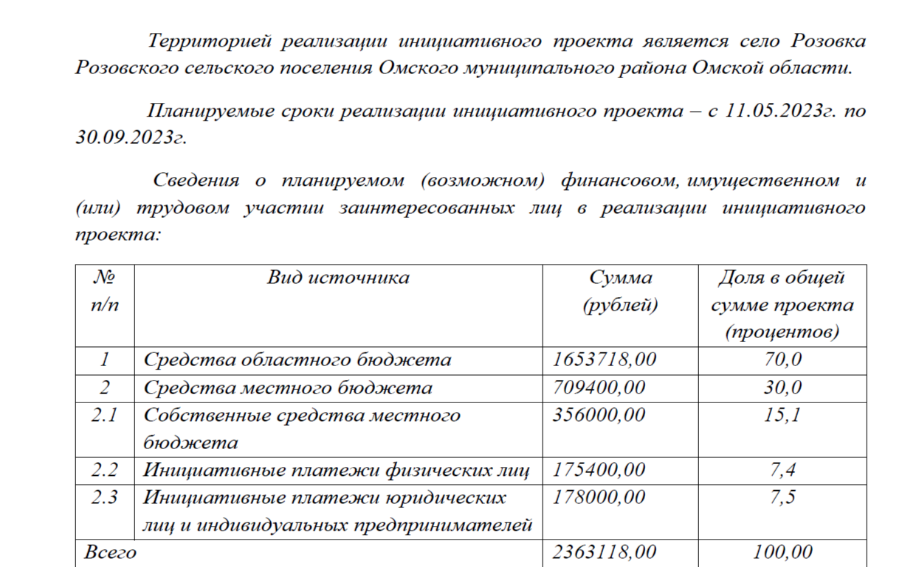 Территорией реализации инициативного проекта является село Розовка
Розовского сельского поселения Омского муниципального района Омской области.
Планируемые сроки реализации инициативного проекта – с 11.05.2023г. по
30.09.2023г.
Сведения о планируемом (возможном) финансовом, имущественном и
(или) трудовом участии заинтересованных лиц в реализации инициативного
проекта:
№ п/п Вид источника Сумма (рублей) Доля в общей сумме проекта (процентов)
1 Средства областного бюджета 1653718,00 70,0
2 Средства местного бюджета 709400,00 30,0
2.1 Собственные средства местного бюджета 356000,00 15,1
2.2 Инициативные платежи физических лиц 175400,00 7,4
2.3 Инициативные платежи юридических лиц и индивидуальных предпринимателей 178000,00 7,5
Всего 2363118,00 100,00